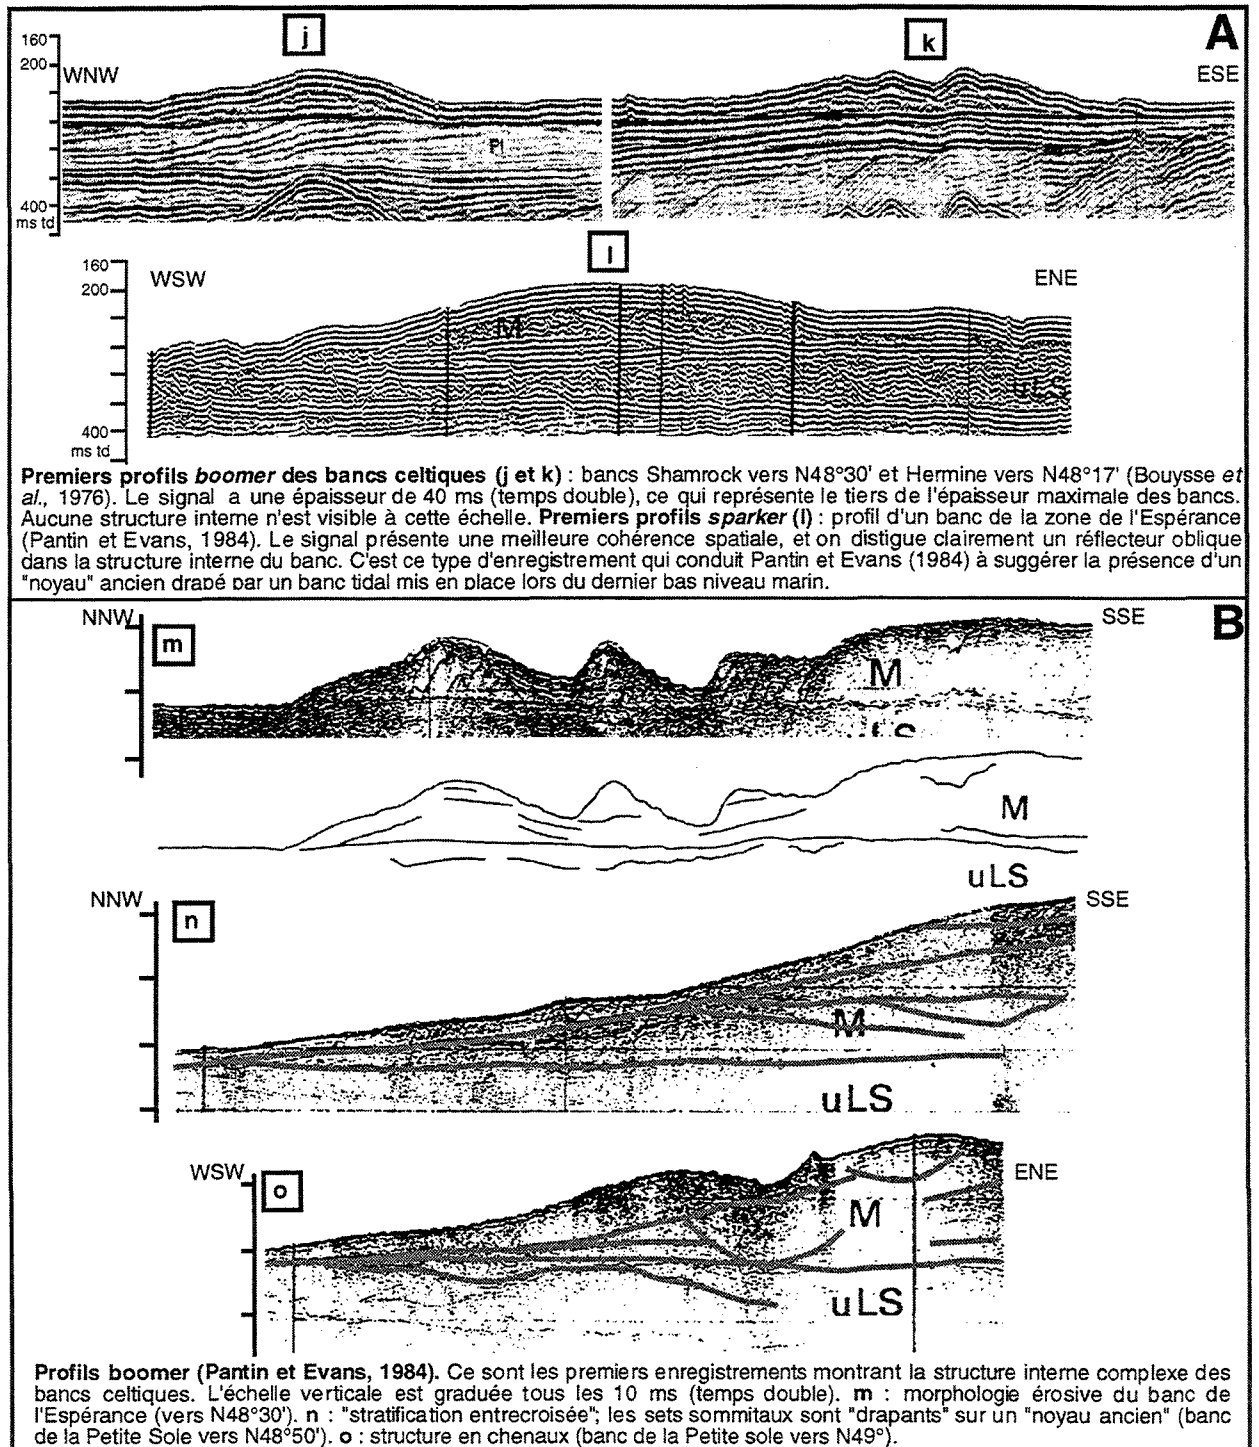 j
k
A
160
200
WNW
ESE
Pl
400
ms td
l
160
200
WSW
ENE
M
uLS
400
ms td
Premiers profils boomer des bancs celtiques (j et k) : bancs Shamrock vers N48°30' et Hermine vers N48°17' (Bouysse et
al., 1976). Le signal a une épaisseur de 40 ms (temps double), ce qui représente le tiers de l'épaisseur maximale des bancs.
Aucune structure interne n'est visible à cette échelle. Premiers profils sparker (l) : profil d'un banc de la zone de l'Espérance
(Pantin et Evans, 1984). Le signal présente une meilleure cohérence spatiale, et on distigue clairement un réflecteur oblique
dans la structure interne du banc. C'est ce type d'enregistrement qui conduit Pantin et Evans (1984) à suggérer la présence d'un
"noyau" ancien drapé par un banc tidal mis en place lors du dernier bas niveau marin.
NNW
m
SSE
B
M
uLS
M
uLS
NNW
n
SSE
M
uLS
WSW
o
ENE
M
uLS
Profils boomer (Pantin et Evans, 1984). Ce sont les premiers enregistrements montrant la structure interne complexe des
bancs celtiques. L'échelle verticale est graduée tous les 10 ms (temps double). m : morphologie érosive du banc de
l'Espérance (vers N48°30'). n : "stratification entrecroisée"; les sets sommitaux sont "drapants" sur un "noyau ancien" (banc
de la Petite Sole vers N48°50'). o : structure en chenaux (banc de la Petite sole vers N49°).